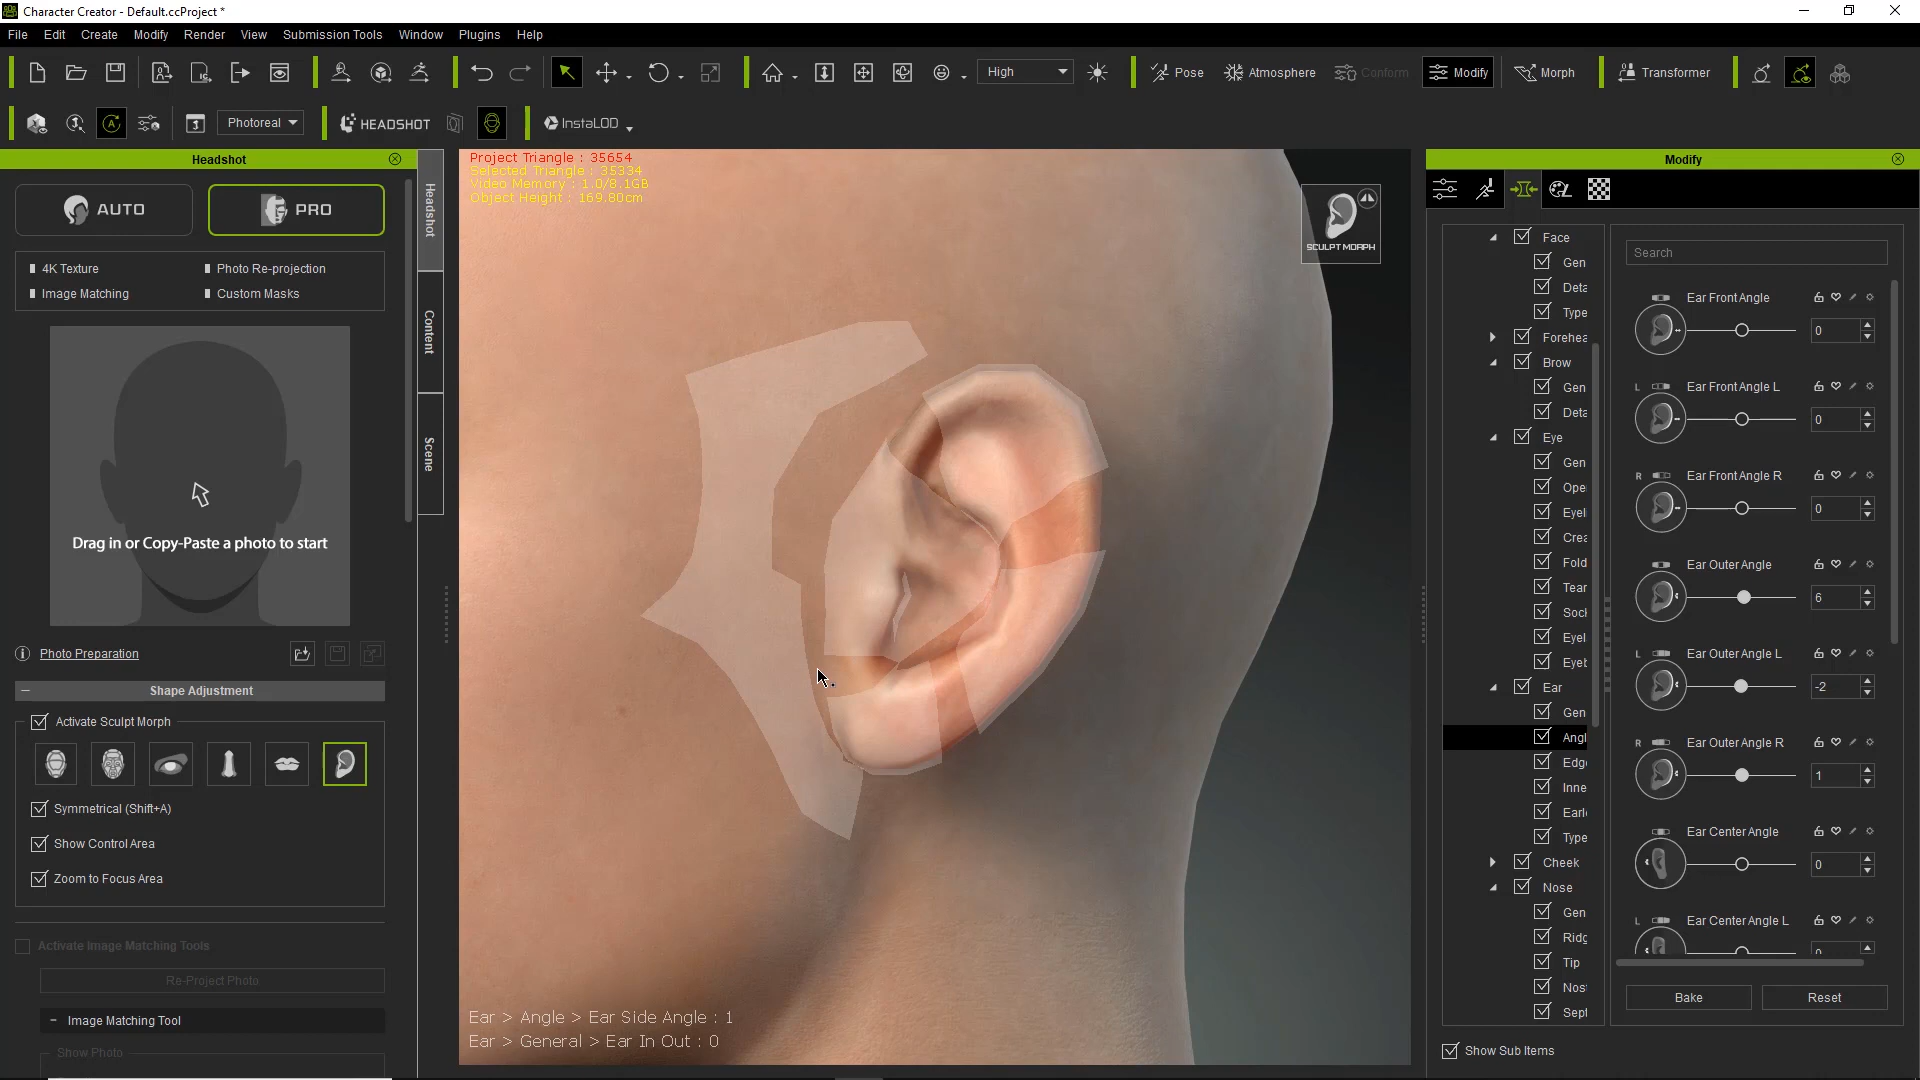 Character Creator - Default.ccProject *
File Edit Create Modify Render View Submission Tools Window Plugins Help
High Pose Atmosphere Conform Modify Morph Transformer
Photoreal HEADSHOT InstaLOD
Headshot
AUTO PRO
4K Texture Photo Re-projection
Image Matching Custom Masks
Drag in or Copy-Paste a photo to start
Photo Preparation
Shape Adjustment
Activate Sculpt Morph
Symmetrical (Shift+A)
Show Control Area
Zoom to Focus Area
Activate Image Matching Tools
Re-Project Photo
Image Matching Tool
Show Photo
Headshot
Content
Scene
Project Triangle : 35654
Selected Triangle : 35334
Video Memory : 1.0/8.1GB
Object Height : 169.80cm
SCULPT MORPH
Ear > Angle > Ear Side Angle : 1
Ear > General > Ear In Out : 0
Modify
Face
Gen
Deta
Type
Forehea
Brow
Gen
Deta
Eye
Gen
Ope
Eyeli
Crea
Fold
Tear
Sock
Eyel
Eyeb
Ear
Gen
Angl
Edge
Inne
Earl
Type
Cheek
Nose
Gen
Ridg
Tip
Nos
Sept
Show Sub Items
Search
Ear Front Angle
0
L Ear Front Angle L
0
R Ear Front Angle R
0
Ear Outer Angle
6
L Ear Outer Angle L
-2
R Ear Outer Angle R
1
Ear Center Angle
0
L Ear Center Angle L
0
Bake Reset